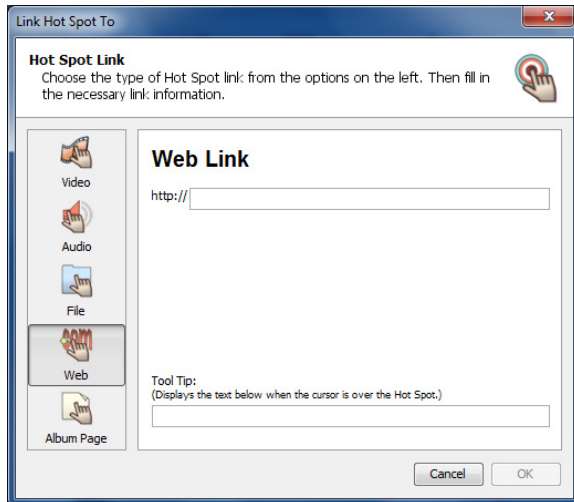 Link Hot Spot To
Hot Spot Link
Choose the type of Hot Spot link from the options on the left. Then fill in
the necessary link information.
Video
Audio
File
com
Web
Album Page
Web Link
http://
Tool Tip:
(Displays the text below when the cursor is over the Hot Spot.)
Cancel
OK